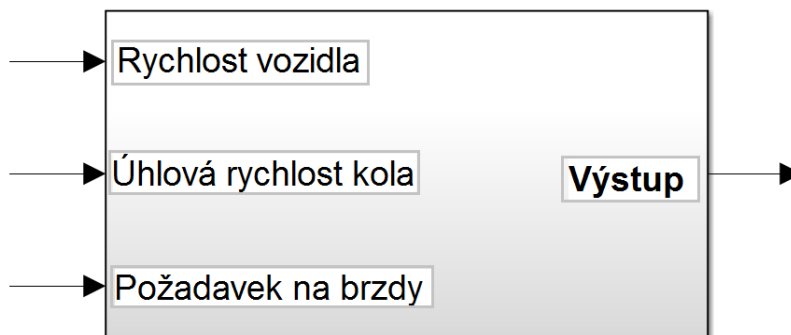 Rychlost vozidla
Úhlová rychlost kola
Výstup
Požadavek na brzdy